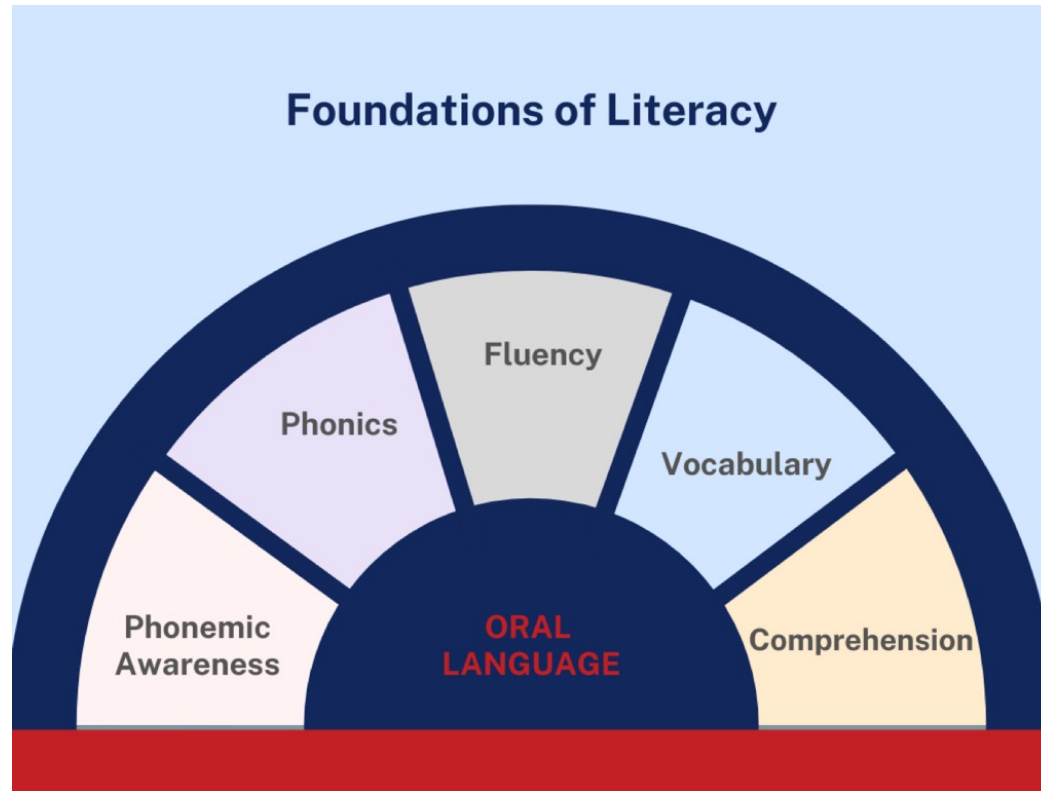 Foundations of Literacy
Fluency
Phonics
Vocabulary
Phonemic
Awareness
ORAL
LANGUAGE
Comprehension